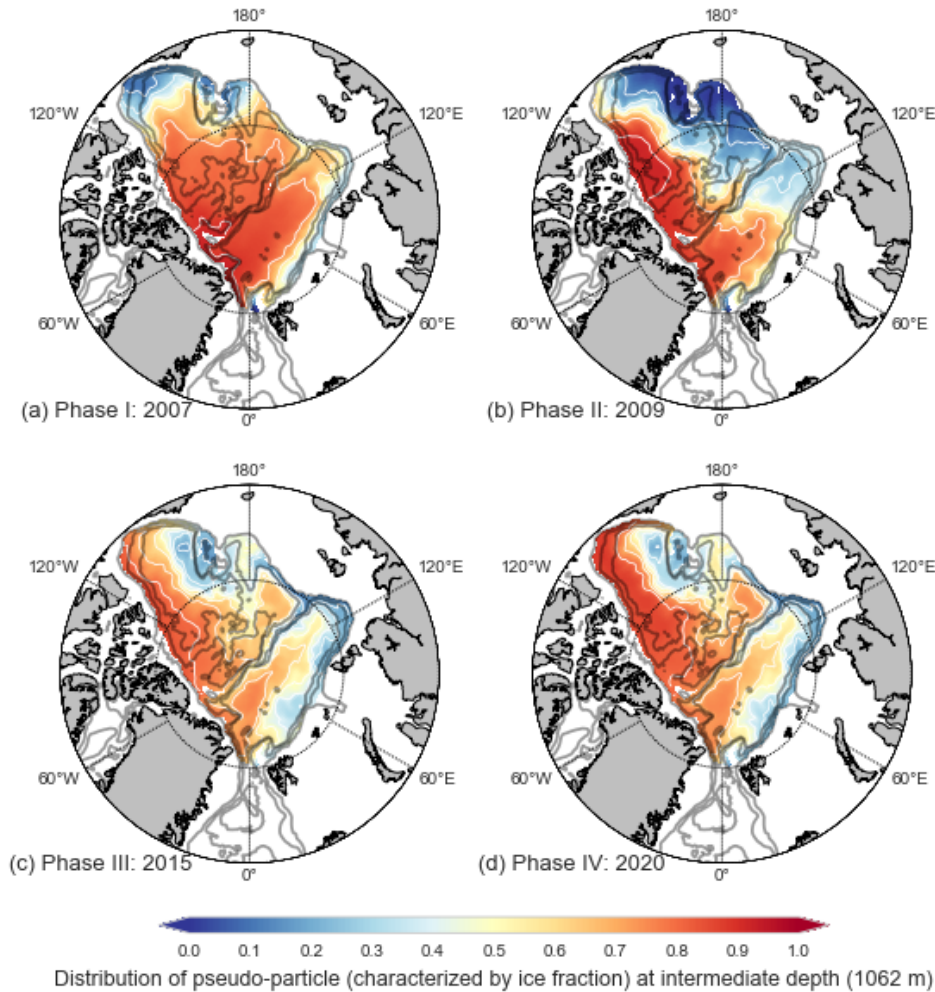 180° 180°
120°W 120°E 120°W 120°E
60°W 60°E 60°W 60°E
(a) Phase I: 2007 (b) Phase II: 2009
0° 0°
180° 180°
120°W 120°E 120°W 120°E
60°W 60°E 60°W 60°E
(c) Phase III: 2015 (d) Phase IV: 2020
0° 0°
0.0 0.1 0.2 0.3 0.4 0.5 0.6 0.7 0.8 0.9 1.0
Distribution of pseudo-particle (characterized by ice fraction) at intermediate depth (1062 m)